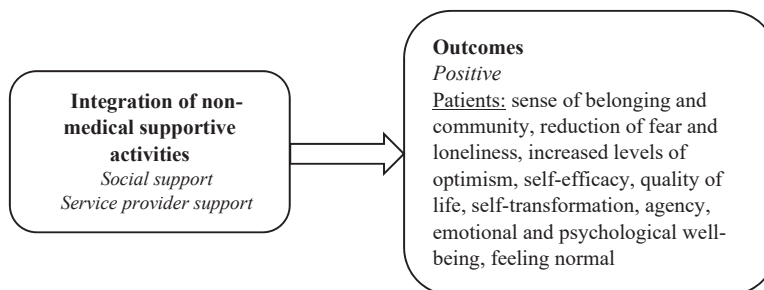 Integration of non-
medical supportive
activities
Social support
Service provider support
Outcomes
Positive
Patients: sense of belonging and
community, reduction of fear and
loneliness, increased levels of
optimism, self-efficacy, quality of
life, self-transformation, agency,
emotional and psychological well-
being, feeling normal